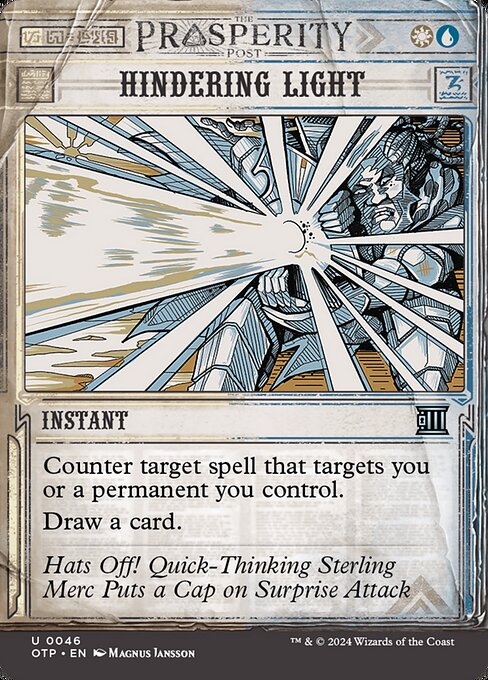 THE
PROSPERITY
POST
HINDERING LIGHT
INSTANT
Counter target spell that targets you
or a permanent you control.
Draw a card.
Hats Off! Quick-Thinking Sterling
Merc Puts a Cap on Surprise Attack
U 0046
OTP • EN Magnus Jansson
™ & © 2024 Wizards of the Coast